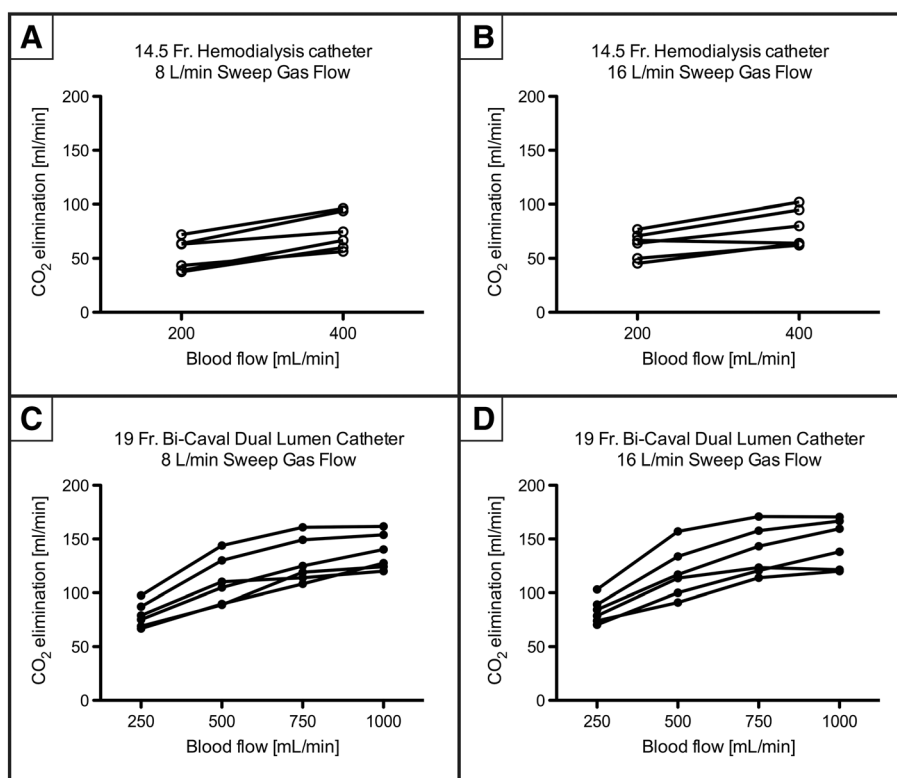 A
14.5 Fr. Hemodialysis catheter
8 L/min Sweep Gas Flow
CO2 elimination [ml/min]
200
150
100
50
0
200 400
Blood flow [mL/min]
B
14.5 Fr. Hemodialysis catheter
16 L/min Sweep Gas Flow
CO2 elimination [ml/min]
200
150
100
50
0
200 400
Blood flow [mL/min]
C
19 Fr. Bi-Caval Dual Lumen Catheter
8 L/min Sweep Gas Flow
CO2 elimination [ml/min]
200
150
100
50
0
250 500 750 1000
Blood flow [mL/min]
D
19 Fr. Bi-Caval Dual Lumen Catheter
16 L/min Sweep Gas Flow
CO2 elimination [ml/min]
200
150
100
50
0
250 500 750 1000
Blood flow [mL/min]